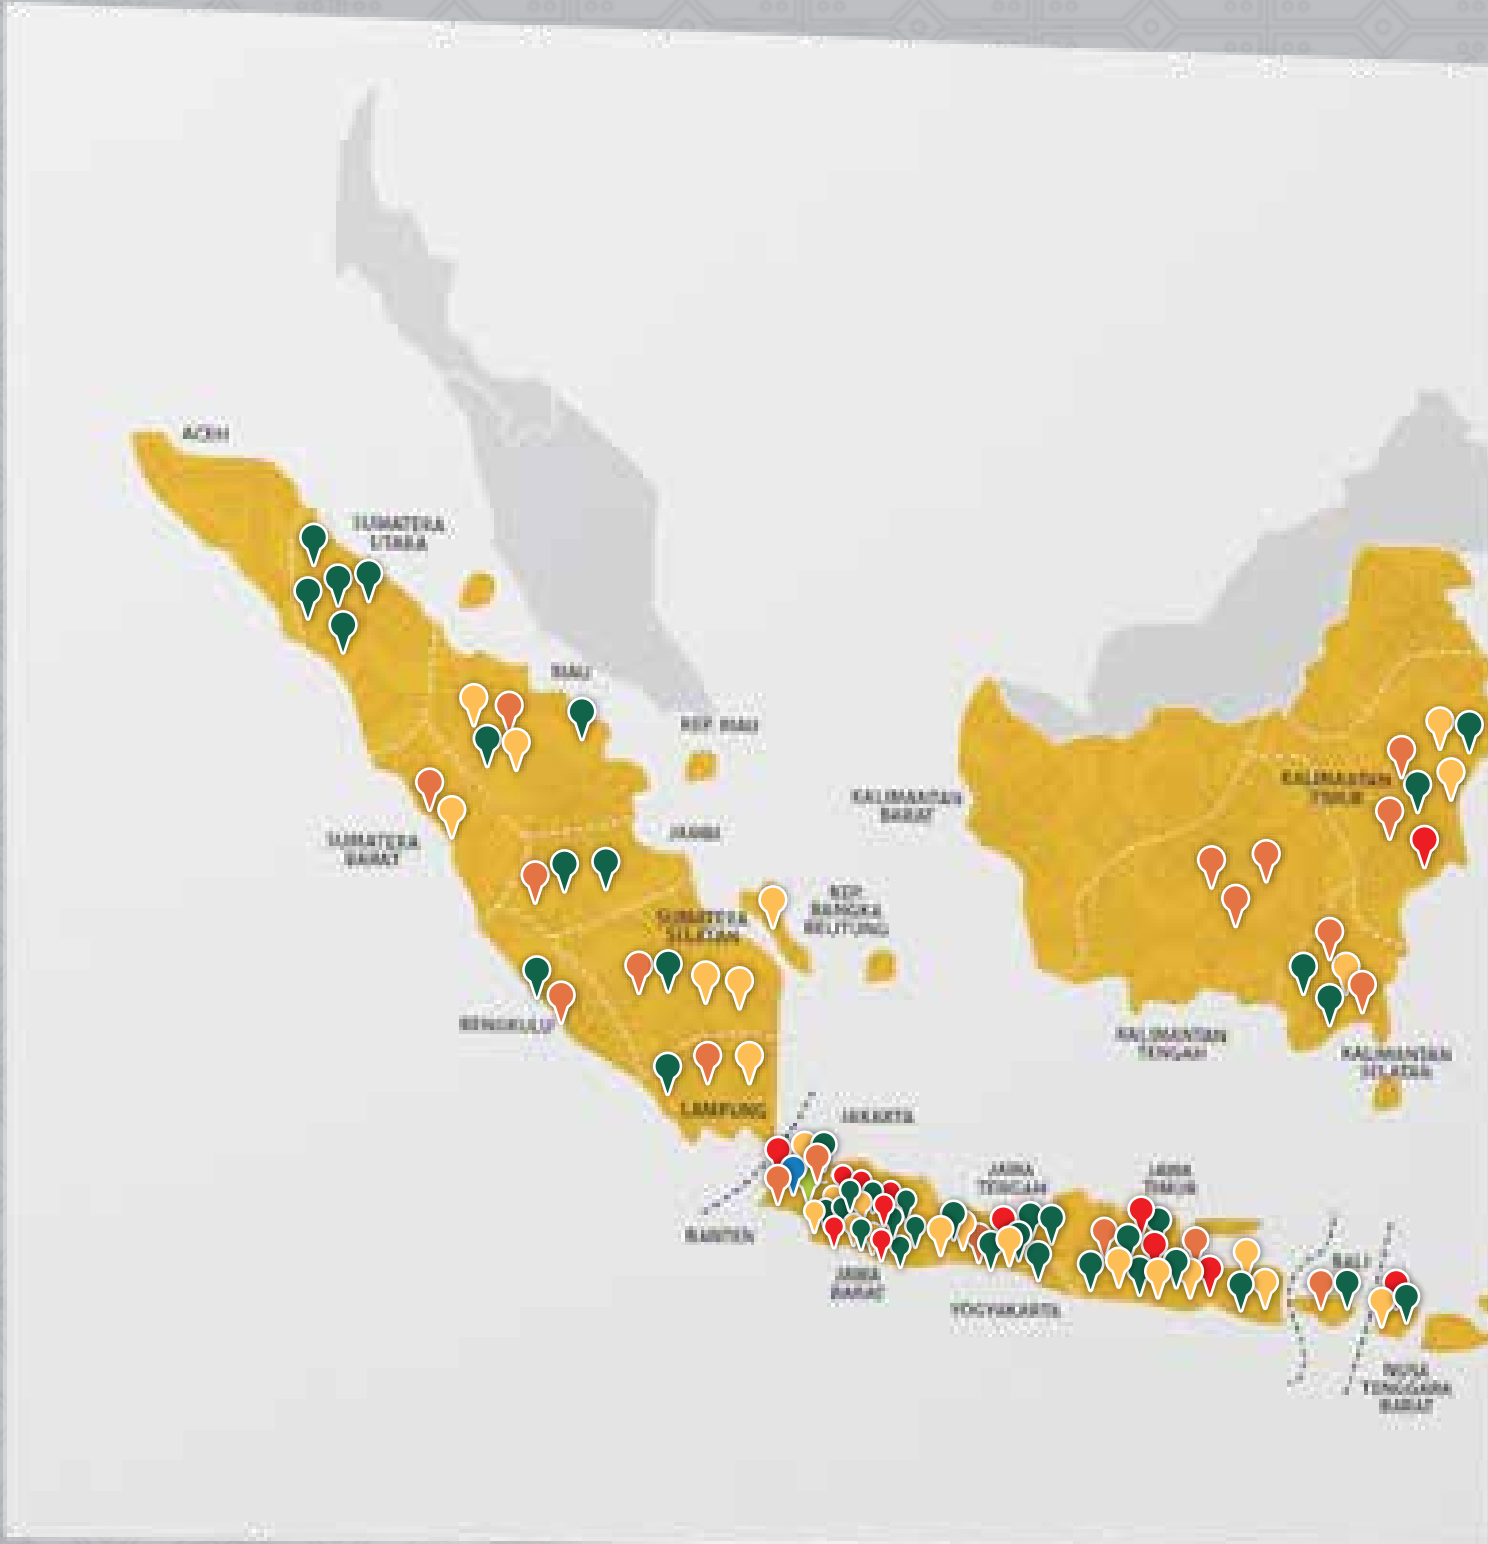 ACEH
SUMATERA
UTARA
RIAU
KEP. RIAU
KALIMANTAN
TIMUR
KALIMANTAN
BARAT
JAMBI
SUMATERA
BARAT
KEP.
BANGKA
BELITUNG
SUMATERA
SELATAN
BENGKULU
KALIMANTAN
TENGAH
KALIMANTAN
SELATAN
LAMPUNG
JAKARTA
JAWA
TENGAH
JAWA
TIMUR
BANTEN
BALI
JAWA
BARAT
YOGYAKARTA
NUSA
TENGGARA
BARAT